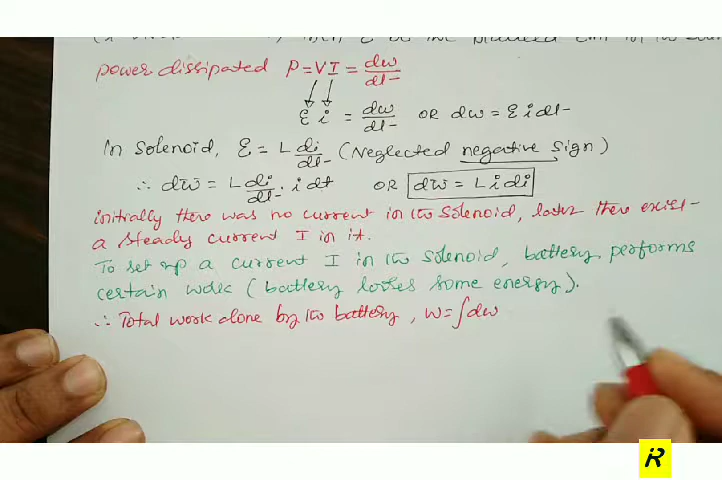 power dissipated P = VI = dw/dt
ε i = dw/dt OR dw = ε i dt
In Solenoid, ε = L di/dt (Neglected negative sign)
∴ dw = L di/dt . i dt OR dw = L i di
initially there was no current in the solenoid, later there exist
a steady current I in it.
To set up a current I in the solenoid, battery performs
certain work (battery losses some energy).
∴ Total work done by the battery, w = ∫dw
iR